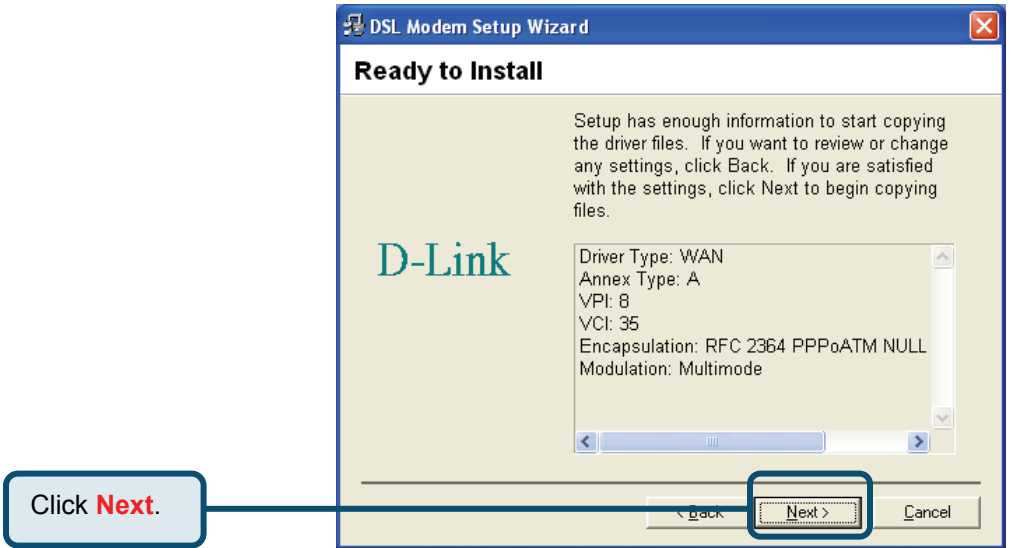 DSL Modem Setup Wizard
Ready to Install
Setup has enough information to start copying
the driver files. If you want to review or change
any settings, click Back. If you are satisfied
with the settings, click Next to begin copying
files.
D-Link
Driver Type: WAN
Annex Type: A
VPI: 8
VCI: 35
Encapsulation: RFC 2364 PPPoATM NULL
Modulation: Multimode
Click Next.
< Back
Next >
Cancel